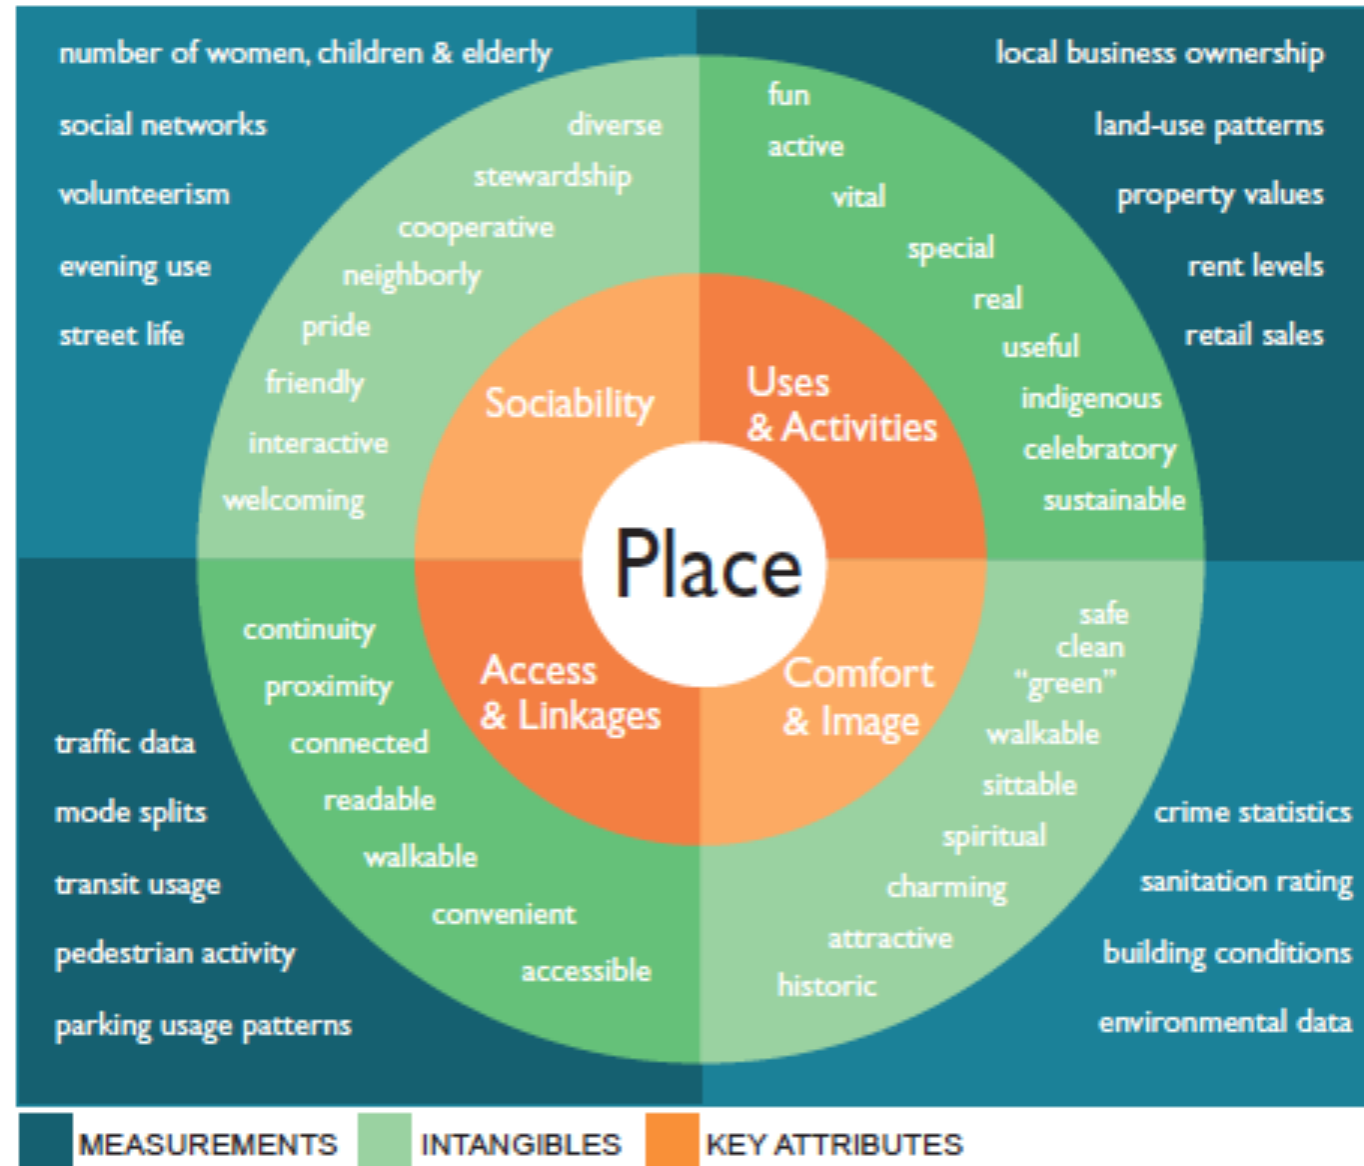 number of women, children & elderly
social networks
volunteerism
evening use
street life
diverse
stewardship
cooperative
neighborly
pride
friendly
interactive
welcoming
Sociability
fun
active
vital
special
real
useful
indigenous
celebratory
sustainable
Uses
& Activities
local business ownership
land-use patterns
property values
rent levels
retail sales
Place
continuity
proximity
connected
readable
walkable
convenient
accessible
Access
& Linkages
traffic data
mode splits
transit usage
pedestrian activity
parking usage patterns
Comfort
& Image
safe
clean
“green”
walkable
sittable
spiritual
charming
attractive
historic
crime statistics
sanitation rating
building conditions
environmental data
MEASUREMENTS
INTANGIBLES
KEY ATTRIBUTES